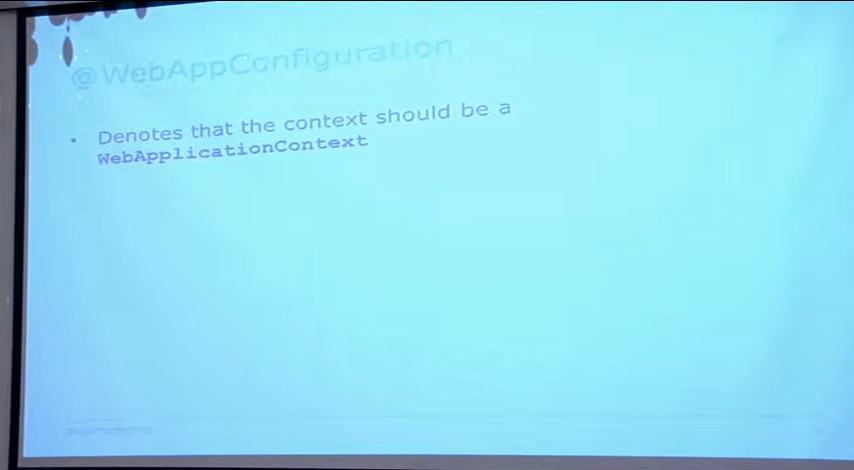 @WebAppConfiguration
• Denotes that the context should be a
WebApplicationContext